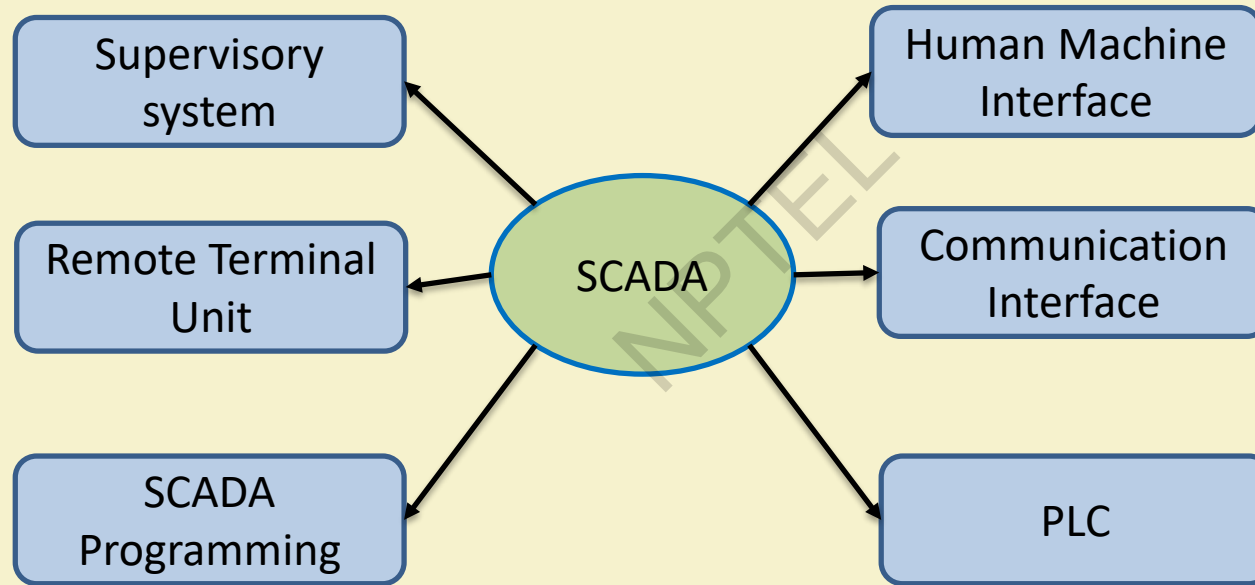 Supervisory
system
Human Machine
Interface
Remote Terminal
Unit
SCADA
Communication
Interface
SCADA
Programming
PLC
NPTEL